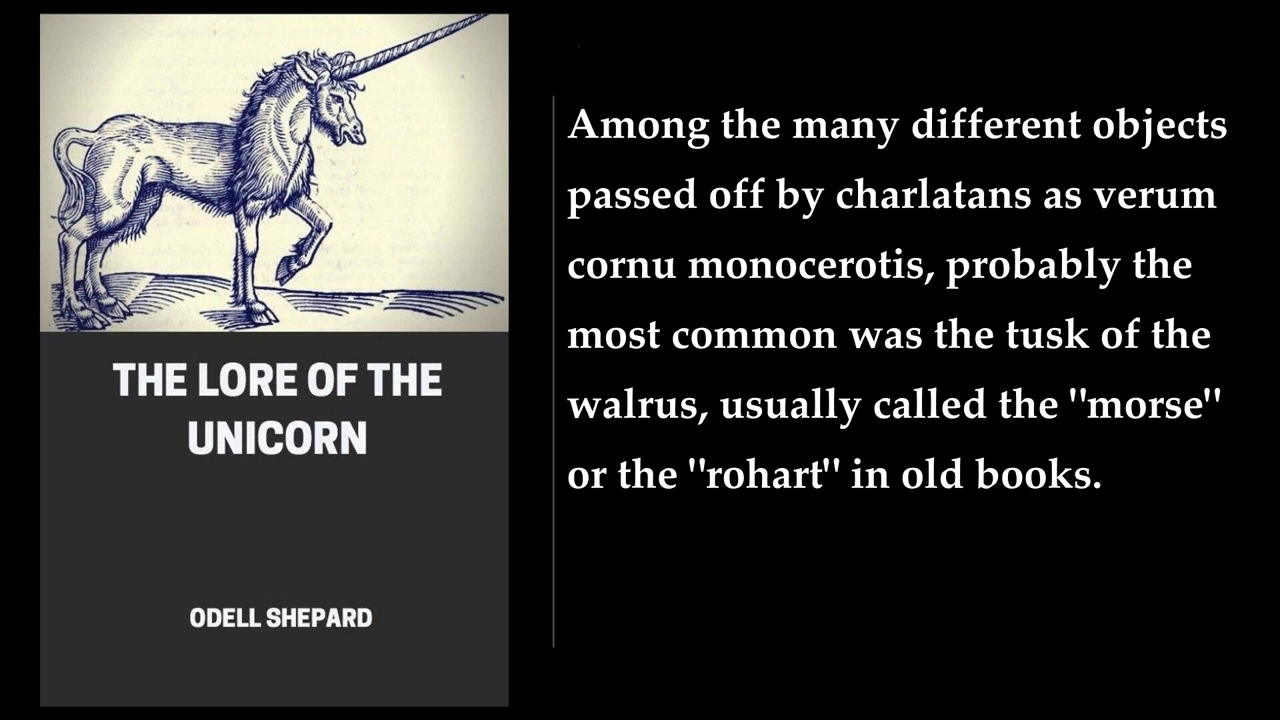 THE LORE OF THE
UNICORN
ODELL SHEPARD
Among the many different objects
passed off by charlatans as verum
cornu monocerotis, probably the
most common was the tusk of the
walrus, usually called the "morse"
or the "rohart" in old books.